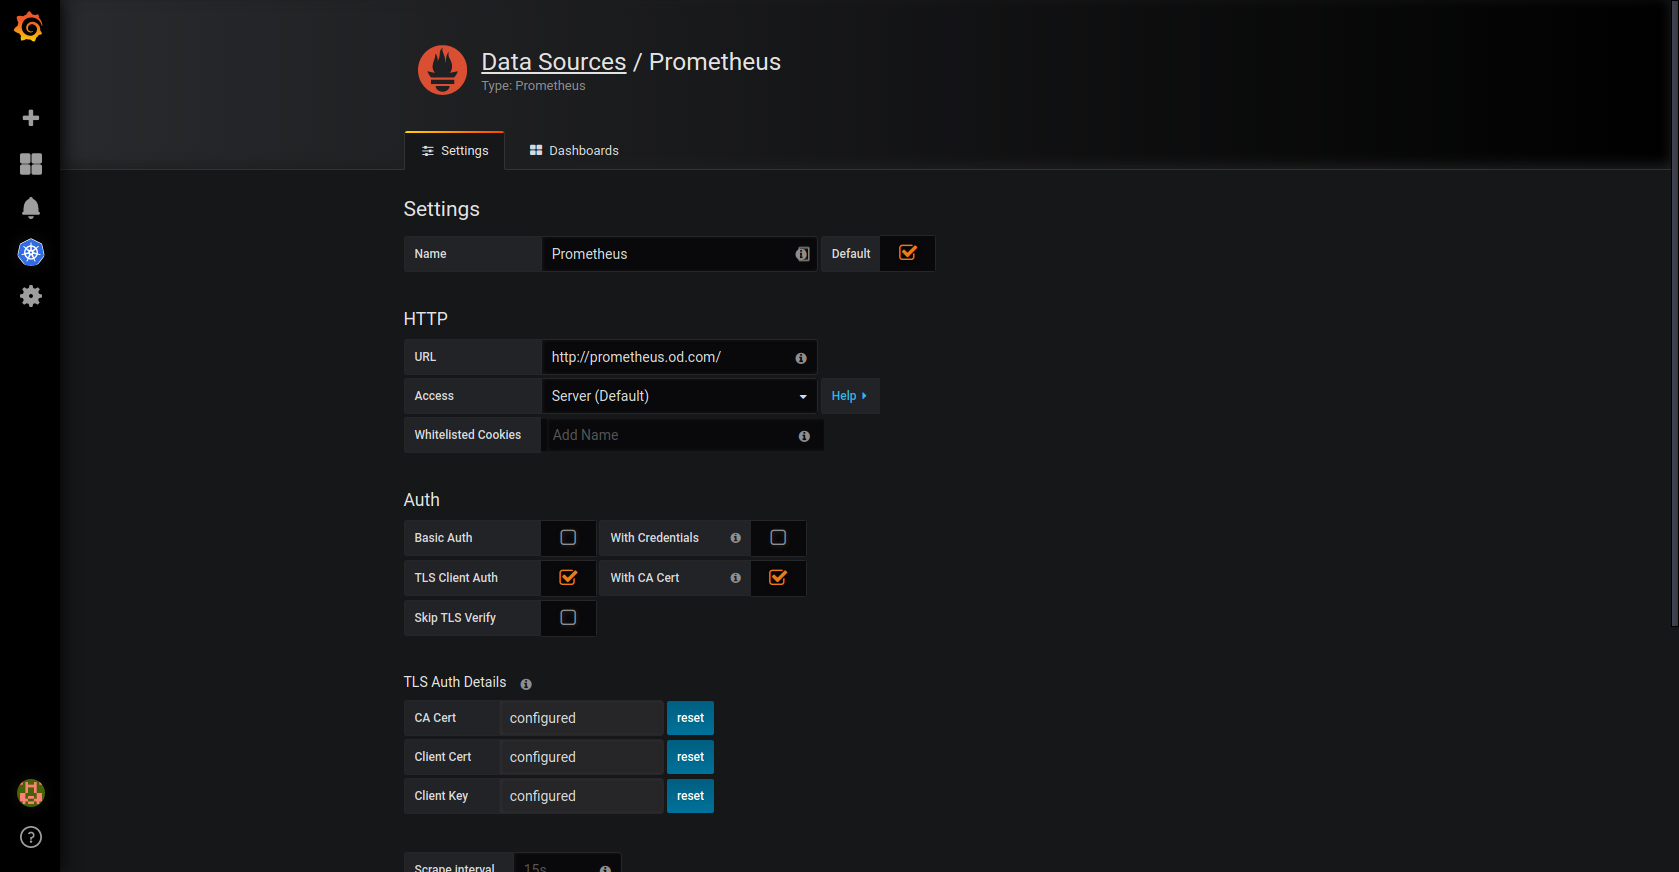 Data Sources / Prometheus
Type: Prometheus
Settings Dashboards
Settings
Name Prometheus Default
HTTP
URL http://prometheus.od.com/
Access Server (Default) Help
Whitelisted Cookies Add Name
Auth
Basic Auth With Credentials
TLS Client Auth With CA Cert
Skip TLS Verify
TLS Auth Details
CA Cert configured reset
Client Cert configured reset
Client Key configured reset
Scrape interval 15s
?